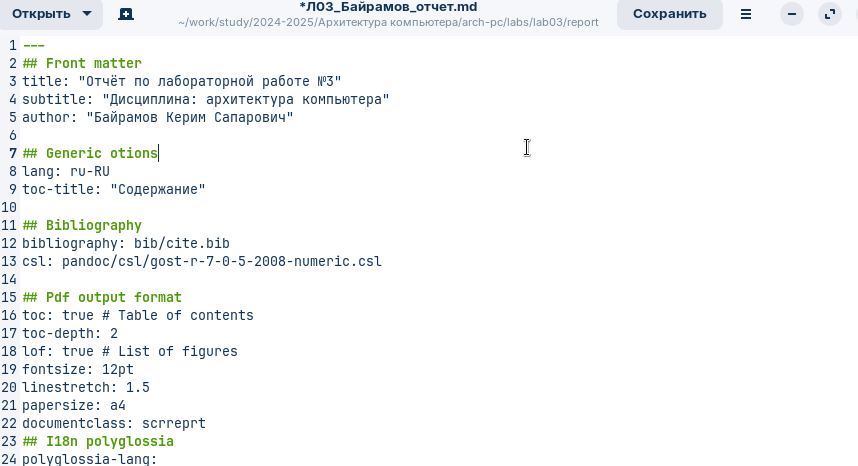 Открыть
*Л03_Байрамов_отчет.md
~/work/study/2024-2025/Архитектура компьютера/arch-pc/labs/lab03/report
Сохранить
1 ---
2 ## Front matter
3 title: "Отчёт по лабораторной работе №3"
4 subtitle: "Дисциплина: архитектура компьютера"
5 author: "Байрамов Керим Сапарович"
6
7 ## Generic otions
8 lang: ru-RU
9 toc-title: "Содержание"
10
11 ## Bibliography
12 bibliography: bib/cite.bib
13 csl: pandoc/csl/gost-r-7-0-5-2008-numeric.csl
14
15 ## Pdf output format
16 toc: true # Table of contents
17 toc-depth: 2
18 lof: true # List of figures
19 fontsize: 12pt
20 linestretch: 1.5
21 papersize: a4
22 documentclass: scrreprt
23 ## I18n polyglossia
24 polyglossia-lang: